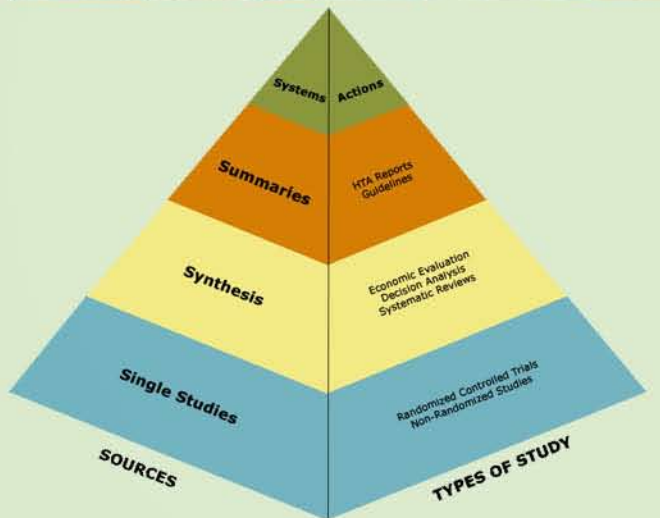 Systems
Actions
Summaries
HTA Reports
Guidelines
Synthesis
Economic Evaluation
Decision Analysis
Systematic Reviews
Single Studies
Randomized Controlled Trials
Non-Randomized Studies
SOURCES
TYPES OF STUDY